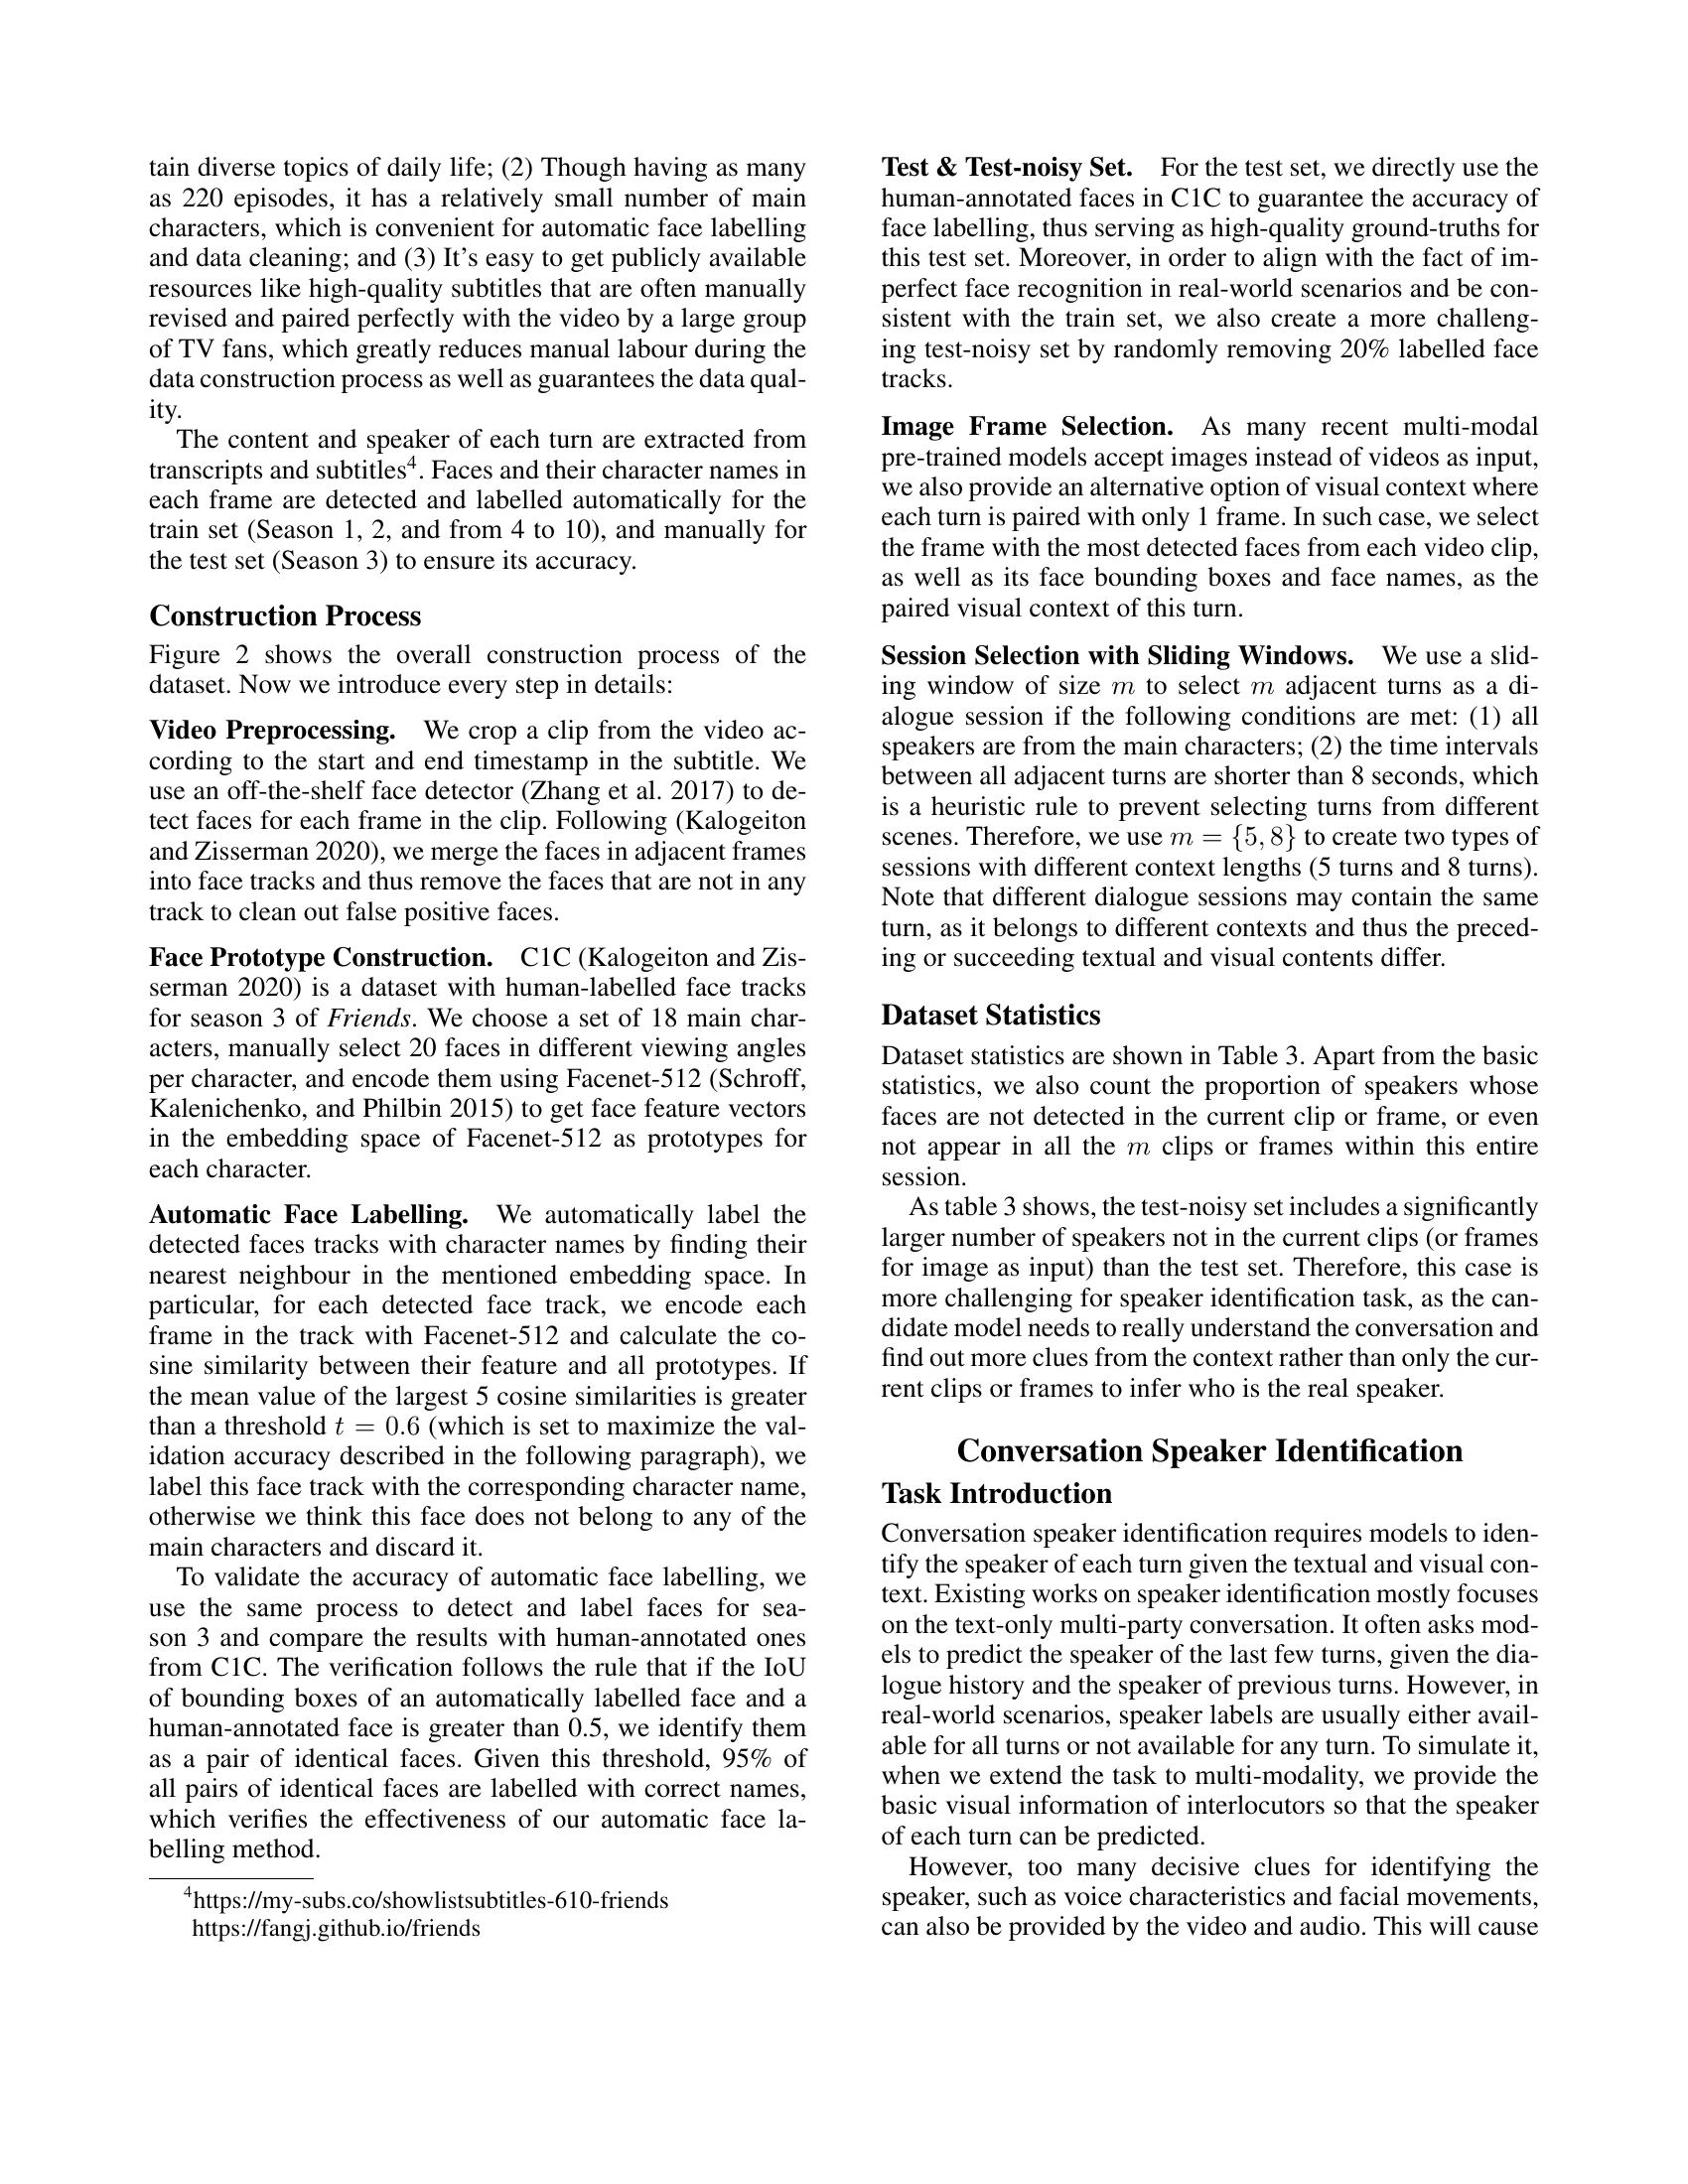 tain diverse topics of daily life; (2) Though having as many
as 220 episodes, it has a relatively small number of main
characters, which is convenient for automatic face labelling
and data cleaning; and (3) It's easy to get publicly available
resources like high-quality subtitles that are often manually
revised and paired perfectly with the video by a large group
of TV fans, which greatly reduces manual labour during the
data construction process as well as guarantees the data qual-
ity.
The content and speaker of each turn are extracted from
transcripts and subtitles4. Faces and their character names in
each frame are detected and labelled automatically for the
train set (Season 1, 2, and from 4 to 10), and manually for
the test set (Season 3) to ensure its accuracy.
Construction Process
Figure 2 shows the overall construction process of the
dataset. Now we introduce every step in details:
Video Preprocessing. We crop a clip from the video ac-
cording to the start and end timestamp in the subtitle. We
use an off-the-shelf face detector (Zhang et al. 2017) to de-
tect faces for each frame in the clip. Following (Kalogeiton
and Zisserman 2020), we merge the faces in adjacent frames
into face tracks and thus remove the faces that are not in any
track to clean out false positive faces.
Face Prototype Construction. C1C (Kalogeiton and Zis-
serman 2020) is a dataset with human-labelled face tracks
for season 3 of Friends. We choose a set of 18 main char-
acters, manually select 20 faces in different viewing angles
per character, and encode them using Facenet-512 (Schroff,
Kalenichenko, and Philbin 2015) to get face feature vectors
in the embedding space of Facenet-512 as prototypes for
each character.
Automatic Face Labelling. We automatically label the
detected faces tracks with character names by finding their
nearest neighbour in the mentioned embedding space. In
particular, for each detected face track, we encode each
frame in the track with Facenet-512 and calculate the co-
sine similarity between their feature and all prototypes. If
the mean value of the largest 5 cosine similarities is greater
than a threshold t = 0.6 (which is set to maximize the val-
idation accuracy described in the following paragraph), we
label this face track with the corresponding character name,
otherwise we think this face does not belong to any of the
main characters and discard it.
To validate the accuracy of automatic face labelling, we
use the same process to detect and label faces for sea-
son 3 and compare the results with human-annotated ones
from C1C. The verification follows the rule that if the IoU
of bounding boxes of an automatically labelled face and a
human-annotated face is greater than 0.5, we identify them
as a pair of identical faces. Given this threshold, 95% of
all pairs of identical faces are labelled with correct names,
which verifies the effectiveness of our automatic face la-
belling method.
4https://my-subs.co/showlistsubtitles-610-friends
https://fangj.github.io/friends
Test & Test-noisy Set. For the test set, we directly use the
human-annotated faces in C1C to guarantee the accuracy of
face labelling, thus serving as high-quality ground-truths for
this test set. Moreover, in order to align with the fact of im-
perfect face recognition in real-world scenarios and be con-
sistent with the train set, we also create a more challeng-
ing test-noisy set by randomly removing 20% labelled face
tracks.
Image Frame Selection. As many recent multi-modal
pre-trained models accept images instead of videos as input,
we also provide an alternative option of visual context where
each turn is paired with only 1 frame. In such case, we select
the frame with the most detected faces from each video clip,
as well as its face bounding boxes and face names, as the
paired visual context of this turn.
Session Selection with Sliding Windows. We use a slid-
ing window of size m to select m adjacent turns as a di-
alogue session if the following conditions are met: (1) all
speakers are from the main characters; (2) the time intervals
between all adjacent turns are shorter than 8 seconds, which
is a heuristic rule to prevent selecting turns from different
scenes. Therefore, we use m = {5, 8} to create two types of
sessions with different context lengths (5 turns and 8 turns).
Note that different dialogue sessions may contain the same
turn, as it belongs to different contexts and thus the preced-
ing or succeeding textual and visual contents differ.
Dataset Statistics
Dataset statistics are shown in Table 3. Apart from the basic
statistics, we also count the proportion of speakers whose
faces are not detected in the current clip or frame, or even
not appear in all the m clips or frames within this entire
session.
As table 3 shows, the test-noisy set includes a significantly
larger number of speakers not in the current clips (or frames
for image as input) than the test set. Therefore, this case is
more challenging for speaker identification task, as the can-
didate model needs to really understand the conversation and
find out more clues from the context rather than only the cur-
rent clips or frames to infer who is the real speaker.
Conversation Speaker Identification
Task Introduction
Conversation speaker identification requires models to iden-
tify the speaker of each turn given the textual and visual con-
text. Existing works on speaker identification mostly focuses
on the text-only multi-party conversation. It often asks mod-
els to predict the speaker of the last few turns, given the dia-
logue history and the speaker of previous turns. However, in
real-world scenarios, speaker labels are usually either avail-
able for all turns or not available for any turn. To simulate it,
when we extend the task to multi-modality, we provide the
basic visual information of interlocutors so that the speaker
of each turn can be predicted.
However, too many decisive clues for identifying the
speaker, such as voice characteristics and facial movements,
can also be provided by the video and audio. This will cause